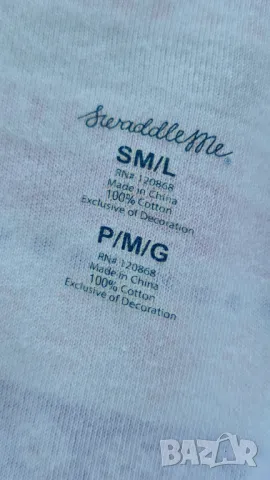 SwaddleMe®
SM/L
RN# 120868
Made in China
100% Cotton
Exclusive of Decoration
P/M/G
RN# 120868
Made in China
100% Cotton
Exclusive of Decoration
BAZAR